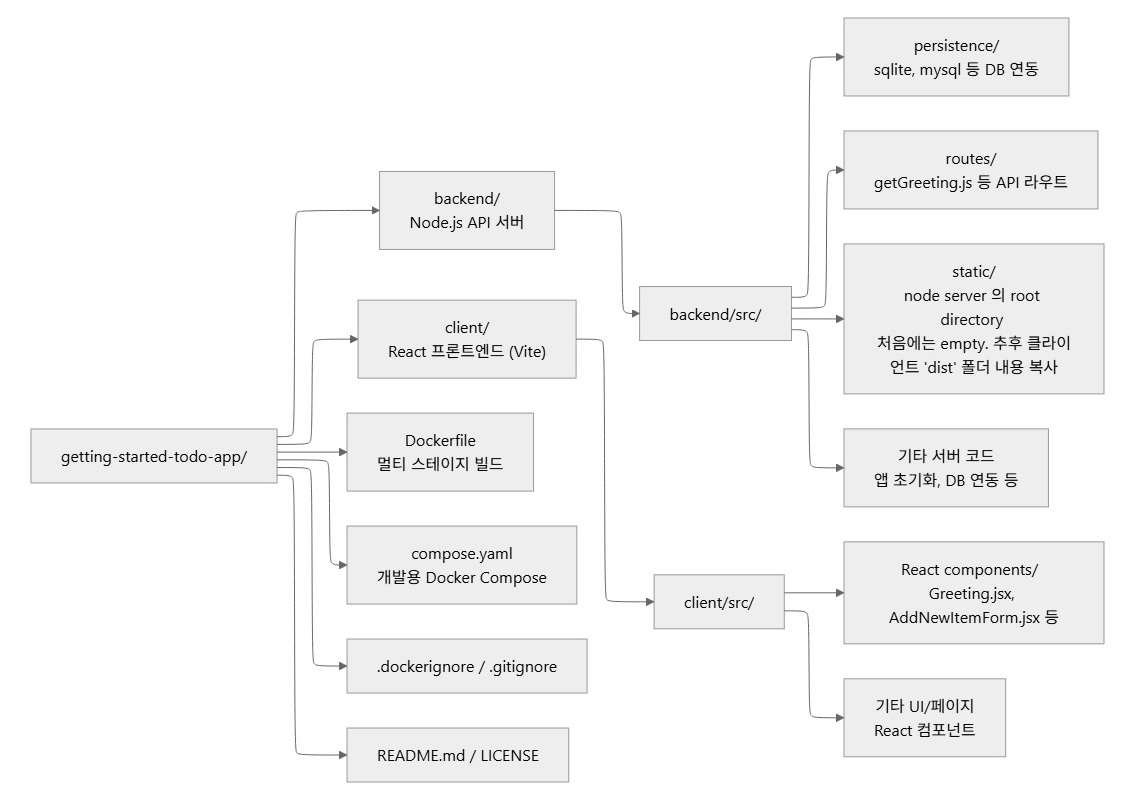 getting-started-todo-app/
backend/
Node.js API 서버
client/
React 프론트엔드 (Vite)
Dockerfile
멀티 스테이지 빌드
compose.yaml
개발용 Docker Compose
.dockerignore / .gitignore
README.md / LICENSE
backend/src/
client/src/
persistence/
sqlite, mysql 등 DB 연동
routes/
getGreeting.js 등 API 라우트
static/
node server 의 root
directory
처음에는 empty. 추후 클라이
언트 'dist' 폴더 내용 복사
기타 서버 코드
앱 초기화, DB 연동 등
React components/
Greeting.jsx,
AddNewItemForm.jsx 등
기타 UI/페이지
React 컴포넌트